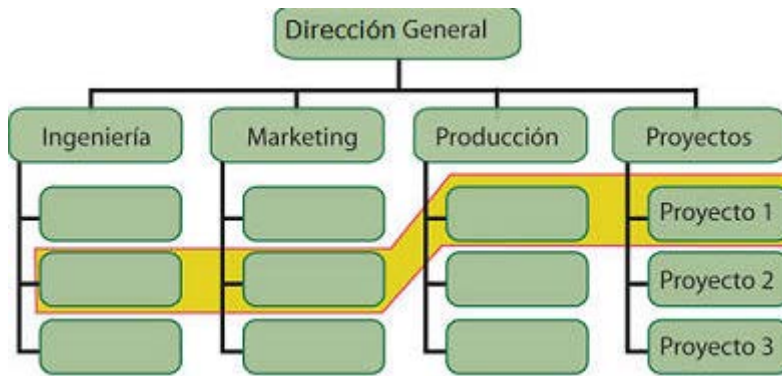 Dirección General
Ingeniería
Marketing
Producción
Proyectos
Proyecto 1
Proyecto 2
Proyecto 3